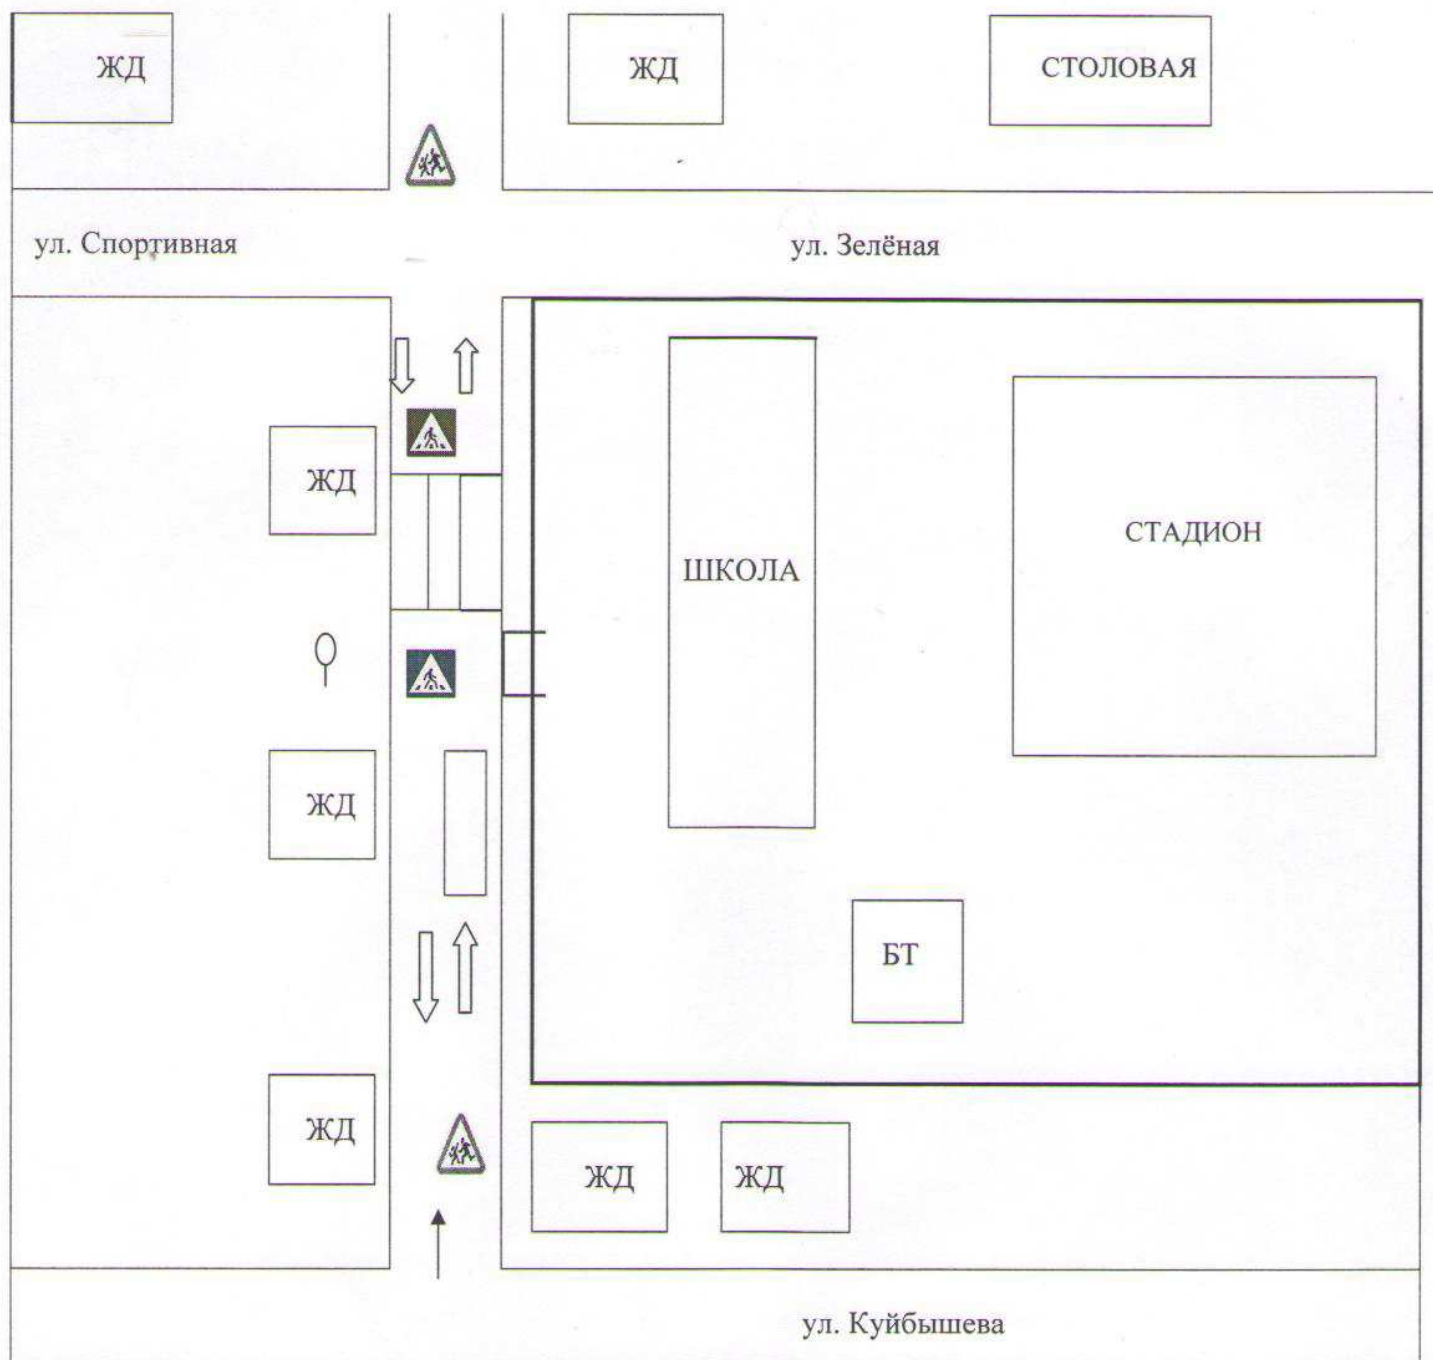 ЖД
ЖД
СТОЛОВАЯ
ул. Спортивная
ул. Зелёная
ЖД
ШКОЛА
СТАДИОН
ЖД
БТ
ЖД
ЖД
ЖД
ул. Куйбышева